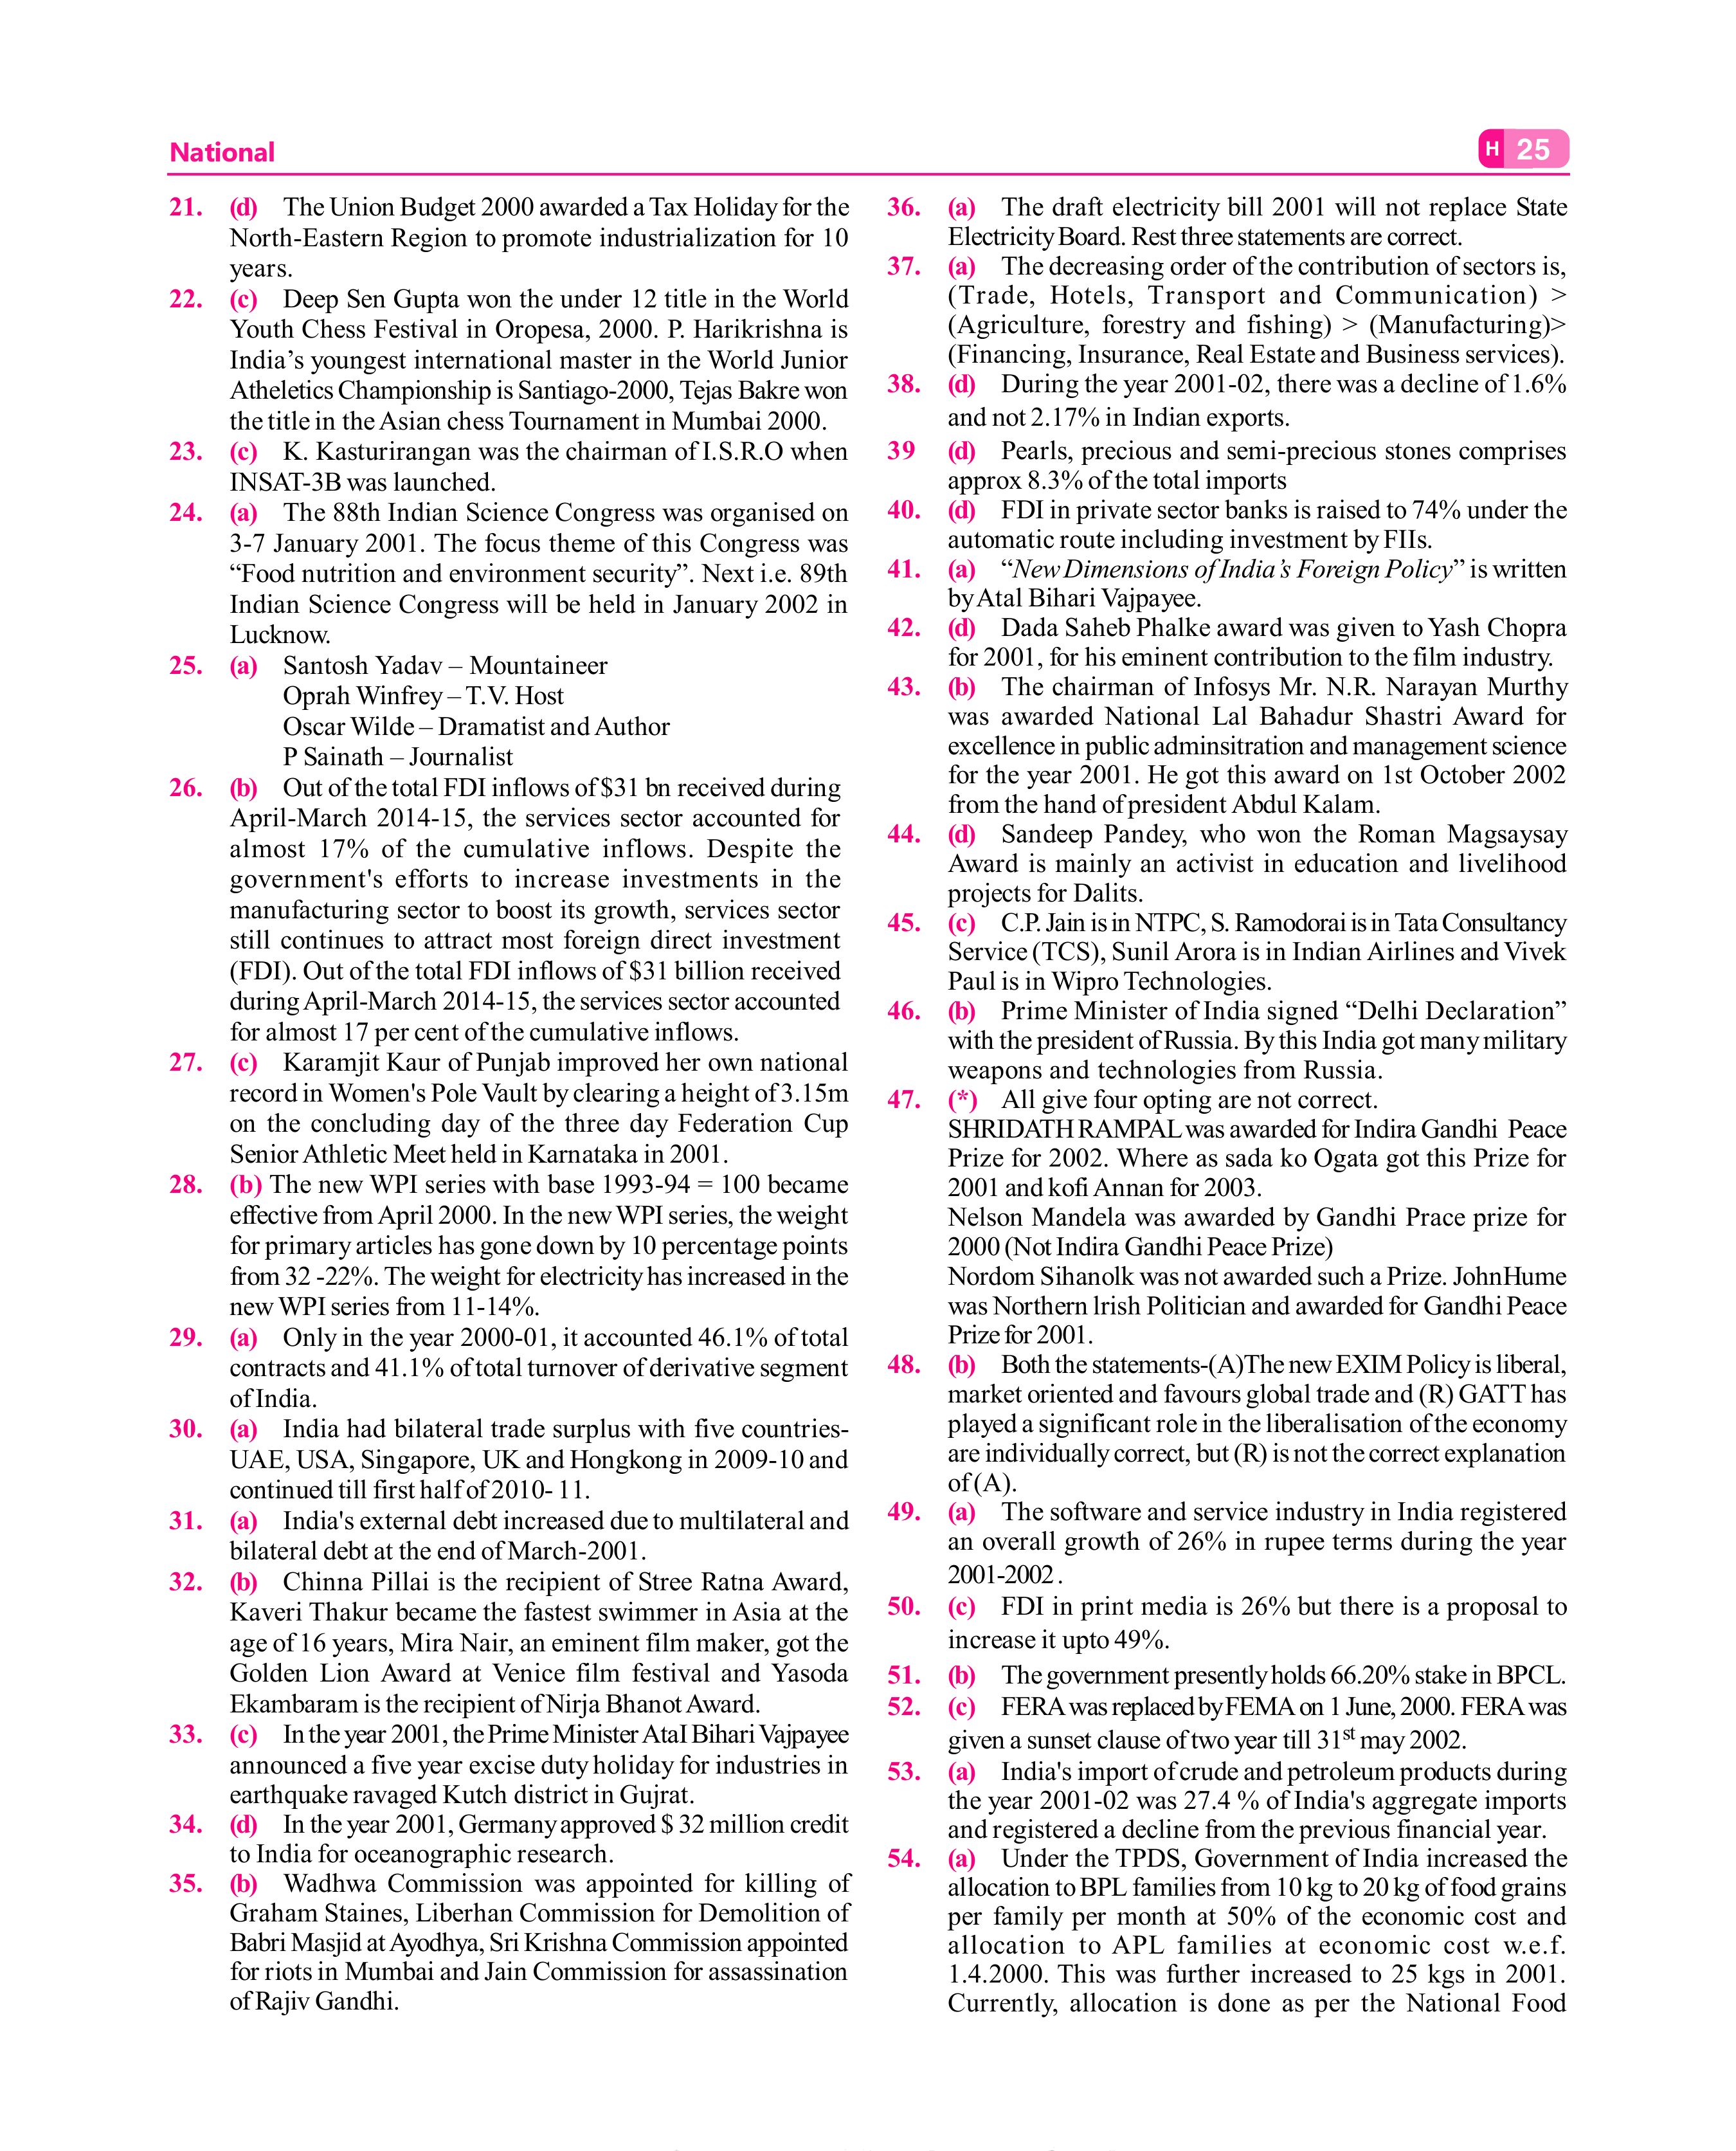 National
H 25
21. (d) The Union Budget 2000 awarded a Tax Holiday for the
North-Eastern Region to promote industrialization for 10
years.
22. (c) Deep Sen Gupta won the under 12 title in the World
Youth Chess Festival in Oropesa, 2000. P. Harikrishna is
India’s youngest international master in the World Junior
Atheletics Championship is Santiago-2000, Tejas Bakre won
the title in the Asian chess Tournament in Mumbai 2000.
23. (c) K. Kasturirangan was the chairman of I.S.R.O when
INSAT-3B was launched.
24. (a) The 88th Indian Science Congress was organised on
3-7 January 2001. The focus theme of this Congress was
“Food nutrition and environment security”. Next i.e. 89th
Indian Science Congress will be held in January 2002 in
Lucknow.
25. (a) Santosh Yadav – Mountaineer
Oprah Winfrey – T.V. Host
Oscar Wilde – Dramatist and Author
P Sainath – Journalist
26. (b) Out of the total FDI inflows of $31 bn received during
April-March 2014-15, the services sector accounted for
almost 17% of the cumulative inflows. Despite the
government's efforts to increase investments in the
manufacturing sector to boost its growth, services sector
still continues to attract most foreign direct investment
(FDI). Out of the total FDI inflows of $31 billion received
during April-March 2014-15, the services sector accounted
for almost 17 per cent of the cumulative inflows.
27. (c) Karamjit Kaur of Punjab improved her own national
record in Women's Pole Vault by clearing a height of 3.15m
on the concluding day of the three day Federation Cup
Senior Athletic Meet held in Karnataka in 2001.
28. (b) The new WPI series with base 1993-94 = 100 became
effective from April 2000. In the new WPI series, the weight
for primary articles has gone down by 10 percentage points
from 32 -22%. The weight for electricity has increased in the
new WPI series from 11-14%.
29. (a) Only in the year 2000-01, it accounted 46.1% of total
contracts and 41.1% of total turnover of derivative segment
of India.
30. (a) India had bilateral trade surplus with five countries-
UAE, USA, Singapore, UK and Hongkong in 2009-10 and
continued till first half of 2010- 11.
31. (a) India's external debt increased due to multilateral and
bilateral debt at the end of March-2001.
32. (b) Chinna Pillai is the recipient of Stree Ratna Award,
Kaveri Thakur became the fastest swimmer in Asia at the
age of 16 years, Mira Nair, an eminent film maker, got the
Golden Lion Award at Venice film festival and Yasoda
Ekambaram is the recipient of Nirja Bhanot Award.
33. (c) In the year 2001, the Prime Minister AtaI Bihari Vajpayee
announced a five year excise duty holiday for industries in
earthquake ravaged Kutch district in Gujrat.
34. (d) In the year 2001, Germany approved $ 32 million credit
to India for oceanographic research.
35. (b) Wadhwa Commission was appointed for killing of
Graham Staines, Liberhan Commission for Demolition of
Babri Masjid at Ayodhya, Sri Krishna Commission appointed
for riots in Mumbai and Jain Commission for assassination
of Rajiv Gandhi.
36. (a) The draft electricity bill 2001 will not replace State
Electricity Board. Rest three statements are correct.
37. (a) The decreasing order of the contribution of sectors is,
(Trade, Hotels, Transport and Communication) >
(Agriculture, forestry and fishing) > (Manufacturing)>
(Financing, Insurance, Real Estate and Business services).
38. (d) During the year 2001-02, there was a decline of 1.6%
and not 2.17% in Indian exports.
39 (d) Pearls, precious and semi-precious stones comprises
approx 8.3% of the total imports
40. (d) FDI in private sector banks is raised to 74% under the
automatic route including investment by FIIs.
41. (a) “New Dimensions of India’s Foreign Policy” is written
by Atal Bihari Vajpayee.
42. (d) Dada Saheb Phalke award was given to Yash Chopra
for 2001, for his eminent contribution to the film industry.
43. (b) The chairman of Infosys Mr. N.R. Narayan Murthy
was awarded National Lal Bahadur Shastri Award for
excellence in public adminsitration and management science
for the year 2001. He got this award on 1st October 2002
from the hand of president Abdul Kalam.
44. (d) Sandeep Pandey, who won the Roman Magsaysay
Award is mainly an activist in education and livelihood
projects for Dalits.
45. (c) C.P. Jain is in NTPC, S. Ramodorai is in Tata Consultancy
Service (TCS), Sunil Arora is in Indian Airlines and Vivek
Paul is in Wipro Technologies.
46. (b) Prime Minister of India signed “Delhi Declaration”
with the president of Russia. By this India got many military
weapons and technologies from Russia.
47. (*) All give four opting are not correct.
SHRIDATH RAMPAL was awarded for Indira Gandhi Peace
Prize for 2002. Where as sada ko Ogata got this Prize for
2001 and kofi Annan for 2003.
Nelson Mandela was awarded by Gandhi Prace prize for
2000 (Not Indira Gandhi Peace Prize)
Nordom Sihanolk was not awarded such a Prize. JohnHume
was Northern lrish Politician and awarded for Gandhi Peace
Prize for 2001.
48. (b) Both the statements-(A)The new EXIM Policy is liberal,
market oriented and favours global trade and (R) GATT has
played a significant role in the liberalisation of the economy
are individually correct, but (R) is not the correct explanation
of (A).
49. (a) The software and service industry in India registered
an overall growth of 26% in rupee terms during the year
2001-2002.
50. (c) FDI in print media is 26% but there is a proposal to
increase it upto 49%.
51. (b) The government presently holds 66.20% stake in BPCL.
52. (c) FERA was replaced by FEMA on 1 June, 2000. FERA was
given a sunset clause of two year till 31st may 2002.
53. (a) India's import of crude and petroleum products during
the year 2001-02 was 27.4 % of India's aggregate imports
and registered a decline from the previous financial year.
54. (a) Under the TPDS, Government of India increased the
allocation to BPL families from 10 kg to 20 kg of food grains
per family per month at 50% of the economic cost and
allocation to APL families at economic cost w.e.f.
1.4.2000. This was further increased to 25 kgs in 2001.
Currently, allocation is done as per the National Food